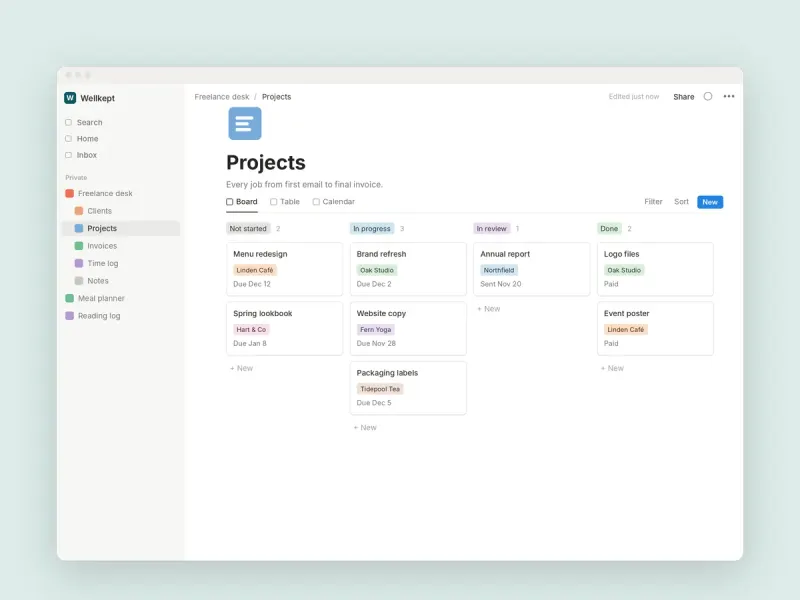 W Wellkept
Search
Home
Inbox
Private
Freelance desk
Clients
Projects
Invoices
Time log
Notes
Meal planner
Reading log
Freelance desk / Projects
Edited just now Share •••
Projects
Every job from first email to final invoice.
Board Table Calendar
Filter Sort New
Not started 2
Menu redesign
Linden Café
Due Dec 12
Spring lookbook
Hart & Co
Due Jan 8
+ New
In progress 3
Brand refresh
Oak Studio
Due Dec 2
Website copy
Fern Yoga
Due Nov 28
Packaging labels
Tidepool Tea
Due Dec 5
+ New
In review 1
Annual report
Northfield
Sent Nov 20
+ New
Done 2
Logo files
Oak Studio
Paid
Event poster
Linden Café
Paid
+ New